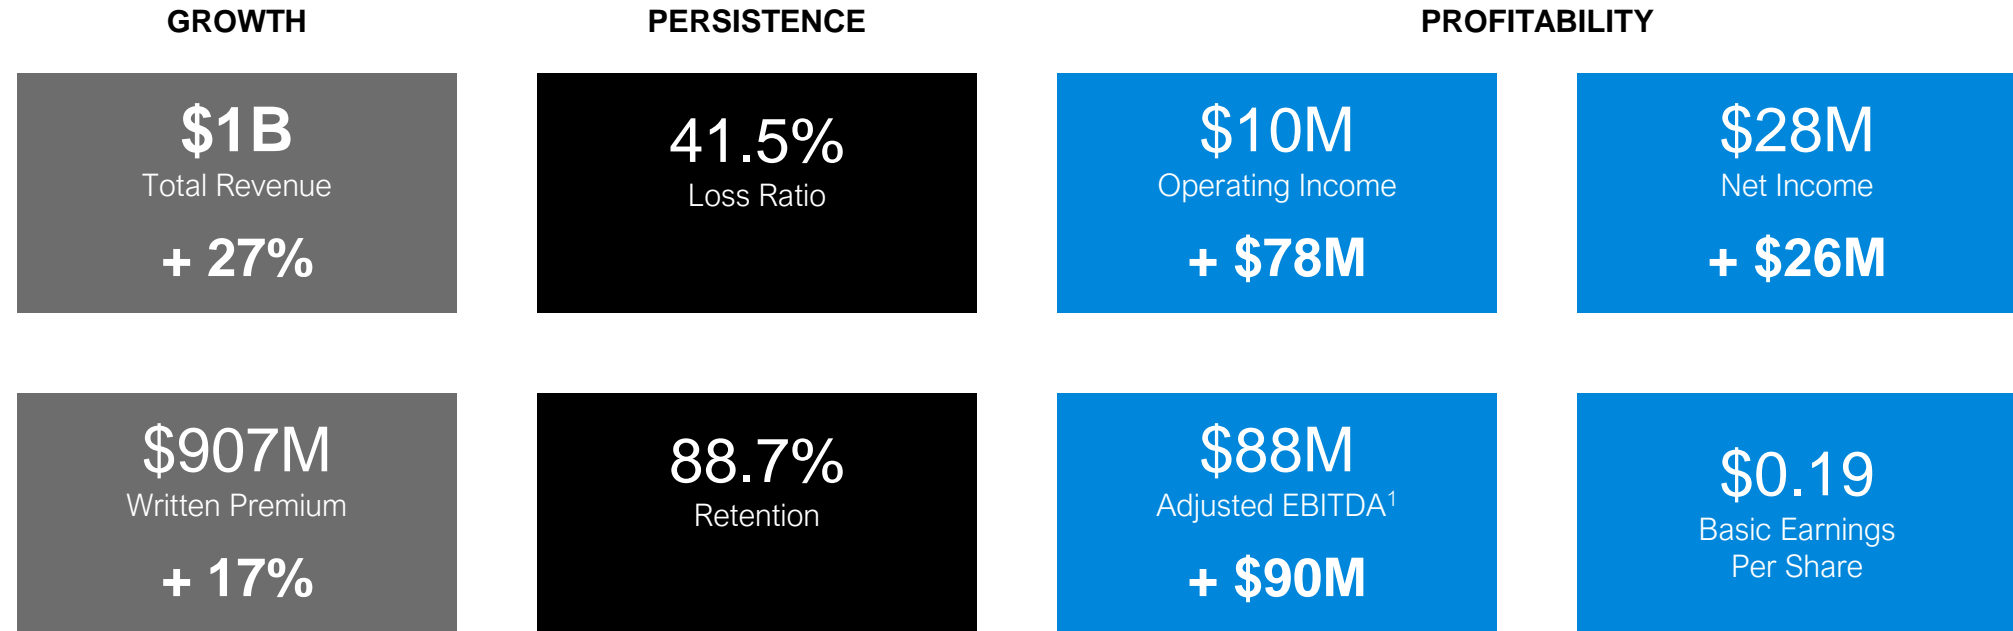 GROWTH
PERSISTENCE
PROFITABILITY
$1B
Total Revenue
+ 27%
41.5%
Loss Ratio
$10M
Operating Income
+ $78M
$28M
Net Income
+ $26M
$907M
Written Premium
+ 17%
88.7%
Retention
$88M
Adjusted EBITDA¹
+ $90M
$0.19
Basic Earnings
Per Share